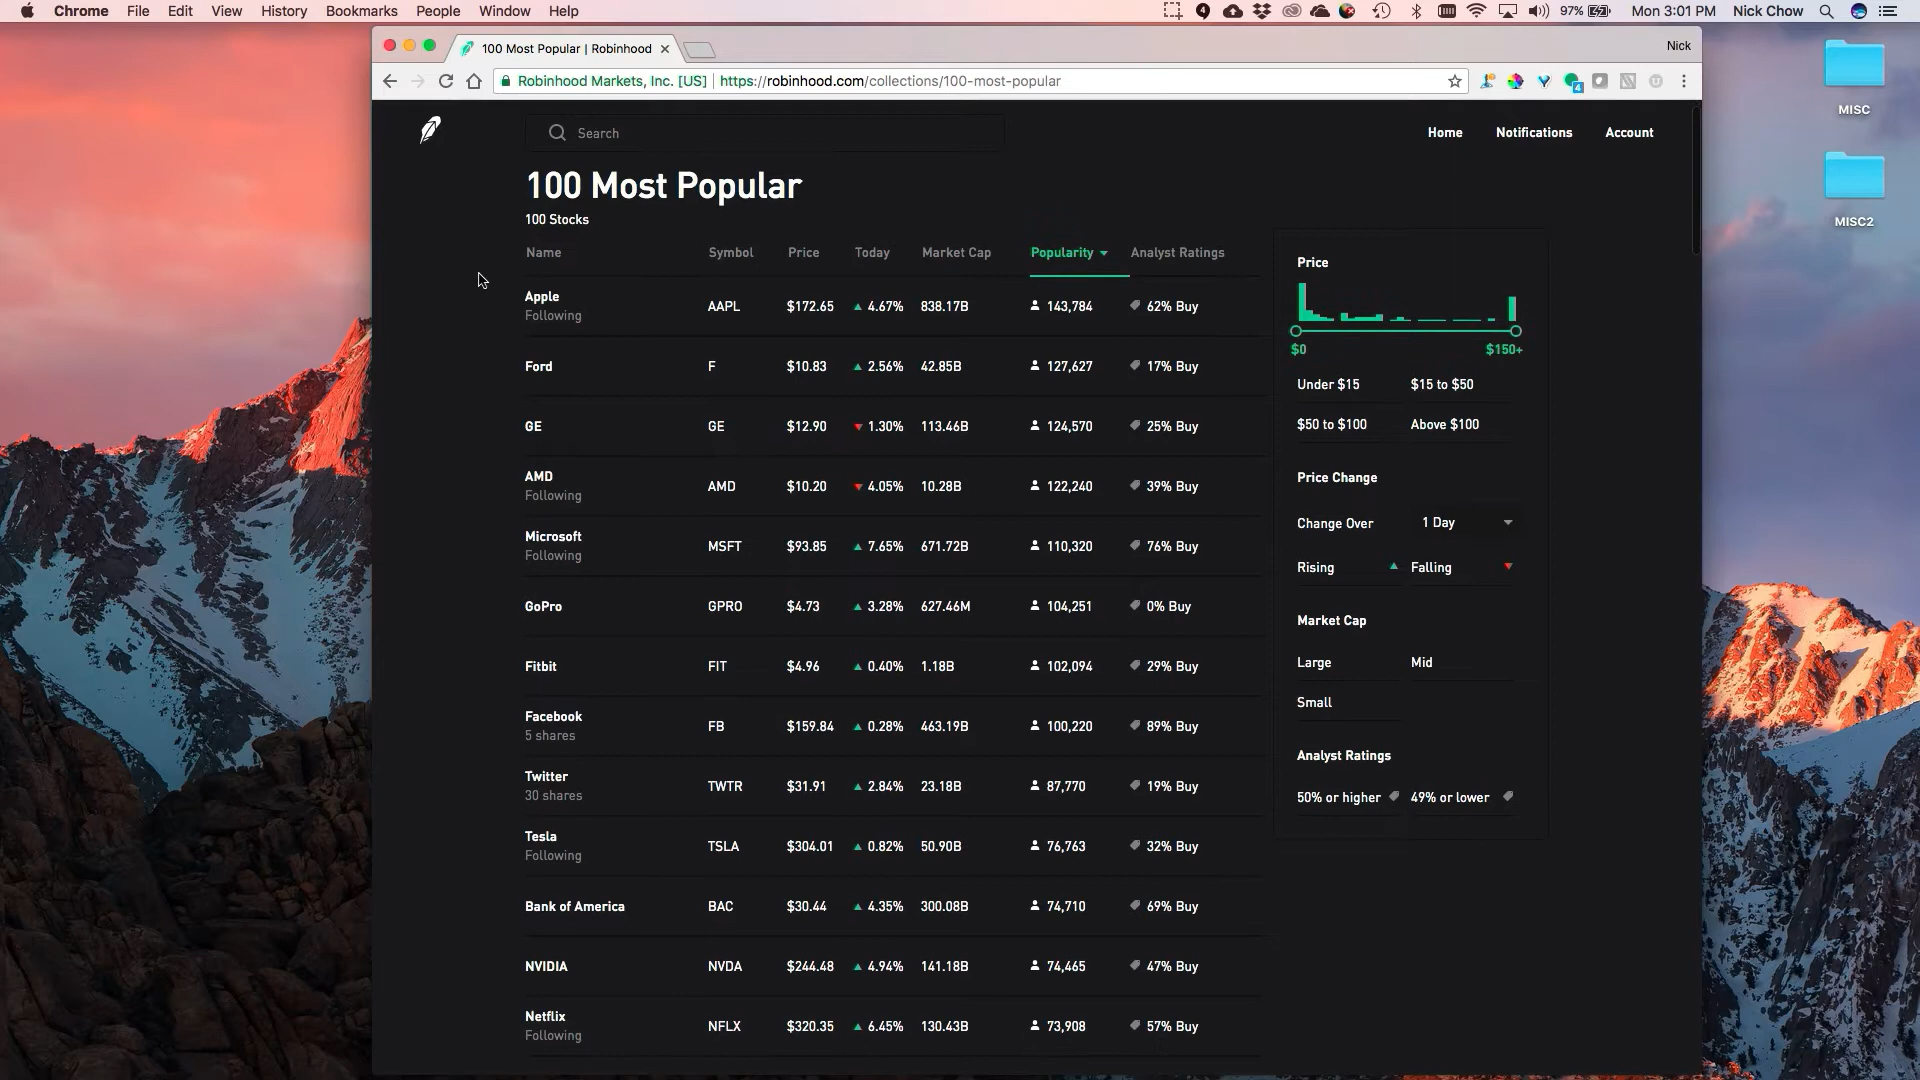 Chrome File Edit View History Bookmarks People Window Help 97% Mon 3:01 PM Nick Chow
100 Most Popular | Robinhood Nick
Robinhood Markets, Inc. [US] https://robinhood.com/collections/100-most-popular
MISC
MISC2
Search Home Notifications Account
100 Most Popular
100 Stocks
Name Symbol Price Today Market Cap Popularity Analyst Ratings
Apple
Following
AAPL $172.65 4.67% 838.17B 143,784 62% Buy
Ford F $10.83 2.56% 42.85B 127,627 17% Buy
GE GE $12.90 1.30% 113.46B 124,570 25% Buy
AMD
Following
AMD $10.20 4.05% 10.28B 122,240 39% Buy
Microsoft
Following
MSFT $93.85 7.65% 671.72B 110,320 76% Buy
GoPro GPRO $4.73 3.28% 627.46M 104,251 0% Buy
Fitbit FIT $4.96 0.40% 1.18B 102,094 29% Buy
Facebook
5 shares
FB $159.84 0.28% 463.19B 100,220 89% Buy
Twitter
30 shares
TWTR $31.91 2.84% 23.18B 87,770 19% Buy
Tesla
Following
TSLA $304.01 0.82% 50.90B 76,763 32% Buy
Bank of America BAC $30.44 4.35% 300.08B 74,710 69% Buy
NVIDIA NVDA $244.48 4.94% 141.18B 74,465 47% Buy
Netflix
Following
NFLX $320.35 6.45% 130.43B 73,908 57% Buy
Price
$0 $150+
Under $15 $15 to $50
$50 to $100 Above $100
Price Change
Change Over 1 Day
Rising Falling
Market Cap
Large Mid
Small
Analyst Ratings
50% or higher 49% or lower